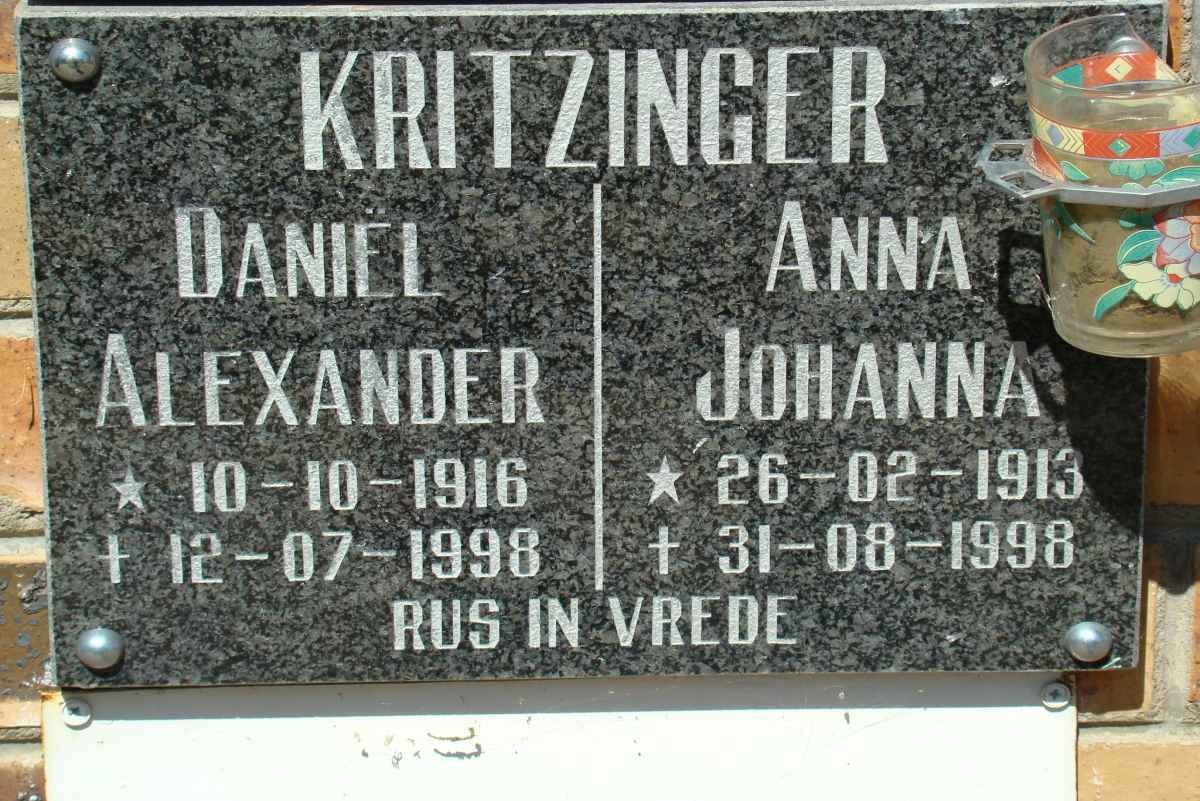 KRITZINGER
DANIËL
ALEXANDER
★ 10-10-1916
† 12-07-1998
ANNA
JOHANNA
★ 26-02-1913
† 31-08-1998
RUS IN VREDE